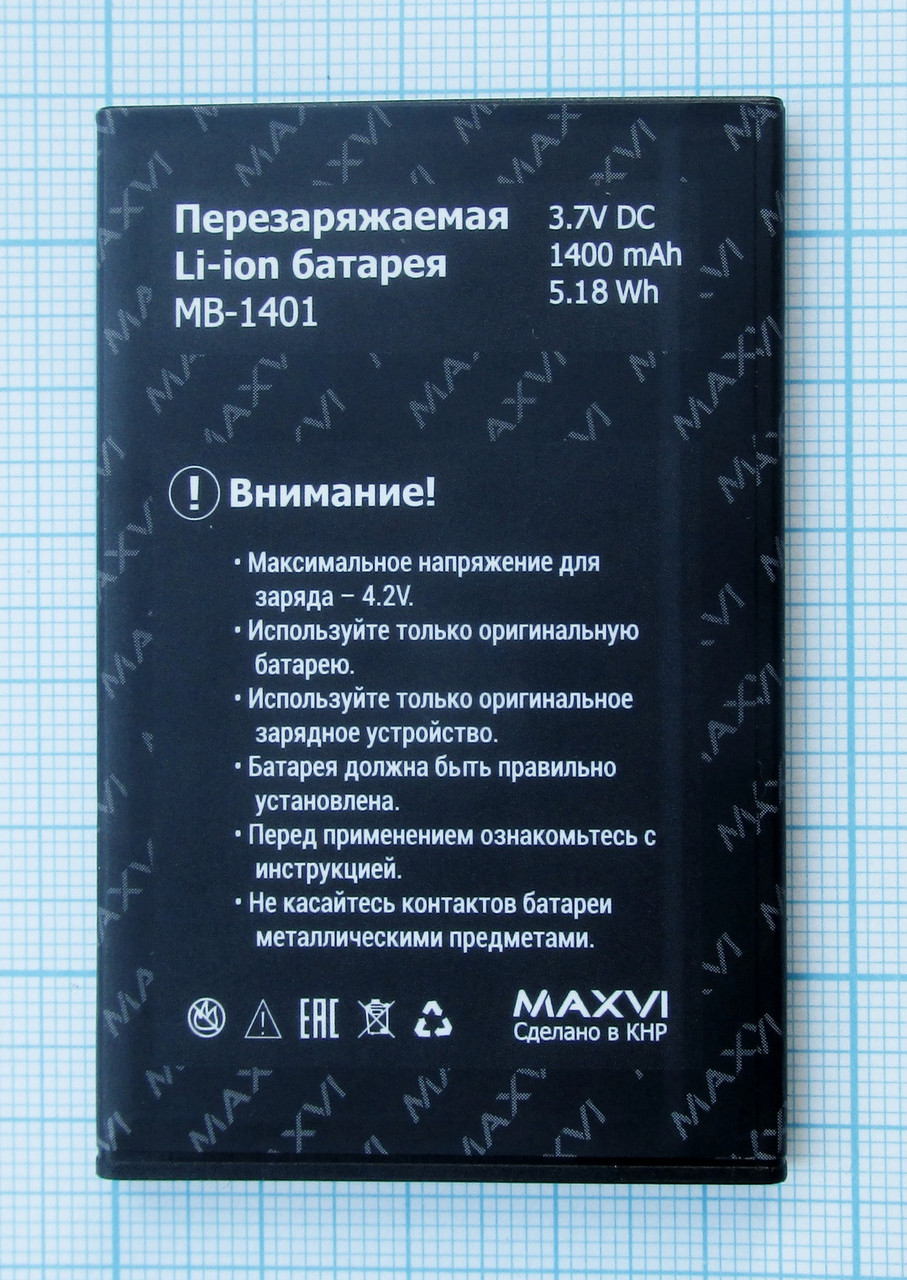 Перезаряжаемая
Li-ion батарея
MB-1401
3.7V DC
1400 mAh
5.18 Wh
! Внимание!
• Максимальное напряжение для
заряда – 4.2V.
• Используйте только оригинальную
батарею.
• Используйте только оригинальное
зарядное устройство.
• Батарея должна быть правильно
установлена.
• Перед применением ознакомьтесь с
инструкцией.
• Не касайтесь контактов батареи
металлическими предметами.
EAC
MAXVI
Сделано в КНР